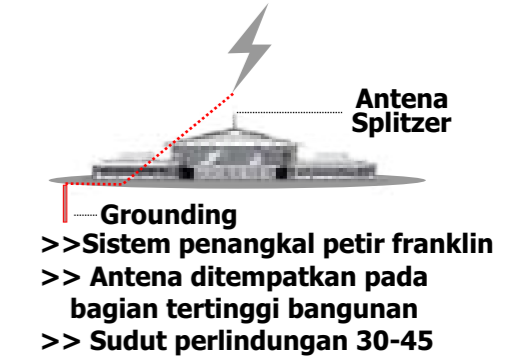 Antena
Splitzer
Grounding
>>Sistem penangkal petir franklin
>> Antena ditempatkan pada
bagian tertinggi bangunan
>> Sudut perlindungan 30-45